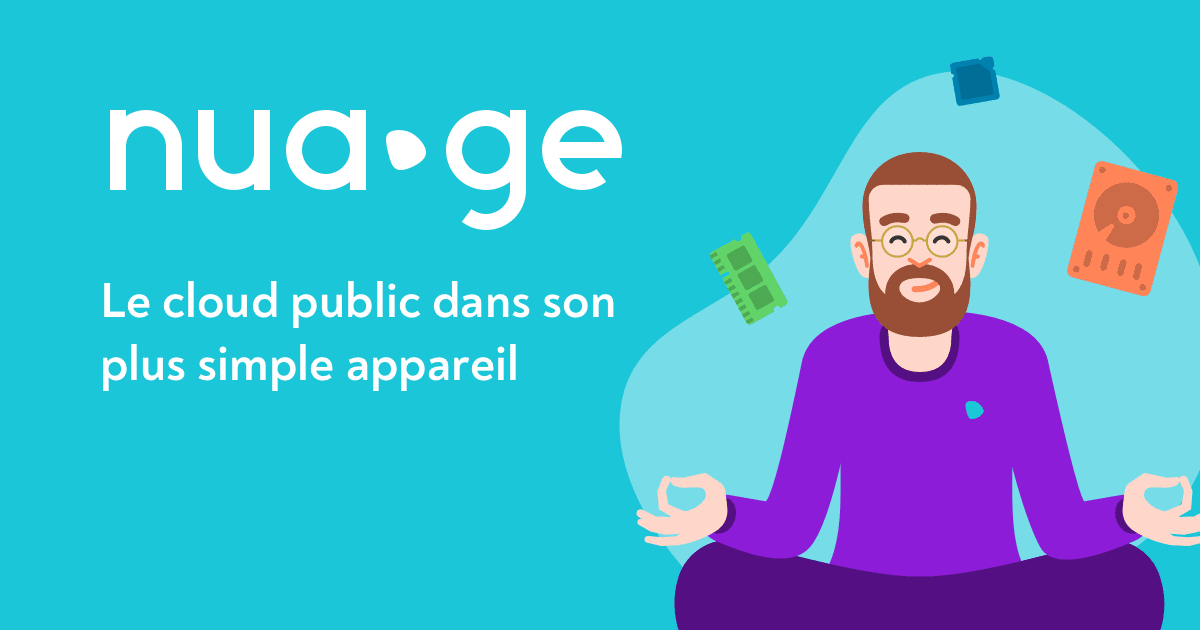 nua•ge
Le cloud public dans son
plus simple appareil